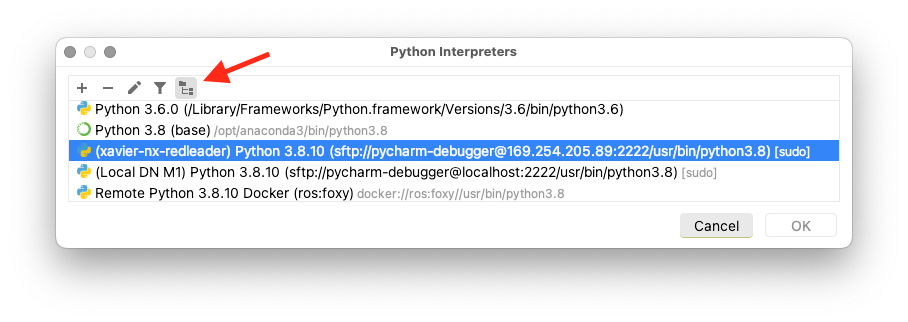 Python Interpreters
Python 3.6.0 (/Library/Frameworks/Python.framework/Versions/3.6/bin/python3.6)
Python 3.8 (base) /opt/anaconda3/bin/python3.8
(xavier-nx-redleader) Python 3.8.10 (sftp://pycharm-debugger@169.254.205.89:2222/usr/bin/python3.8) [sudo]
(Local DN M1) Python 3.8.10 (sftp://pycharm-debugger@localhost:2222/usr/bin/python3.8) [sudo]
Remote Python 3.8.10 Docker (ros:foxy) docker://ros:foxy//usr/bin/python3.8
Cancel OK